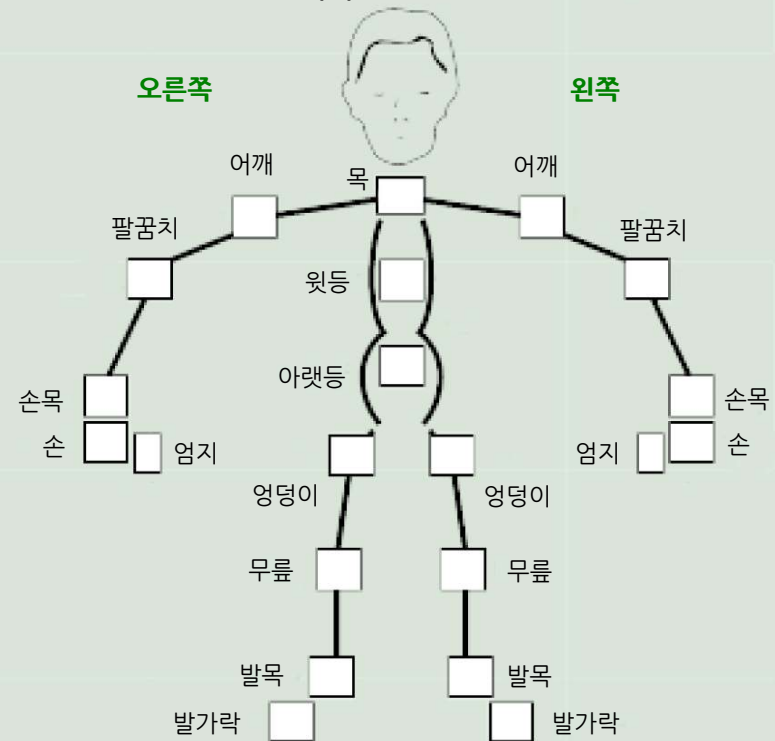 오른쪽
왼쪽
어깨
목
어깨
팔꿈치
팔꿈치
윗등
아랫등
손목
손목
손
엄지
엄지
손
엉덩이
엉덩이
무릎
무릎
발목
발목
발가락
발가락